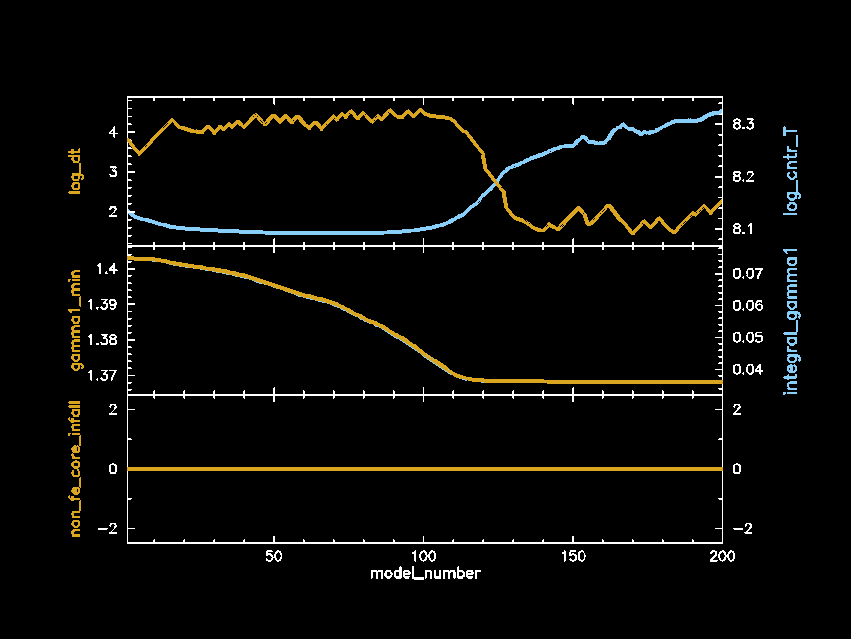 log_dt
4
3
2
8.3
8.2
8.1
log_cntr_T
gamma1_min
1.4
1.39
1.38
1.37
0.07
0.06
0.05
0.04
integral_gamma1
non_fe_core_infall
2
0
−2
2
0
−2
50 100 150 200
model_number